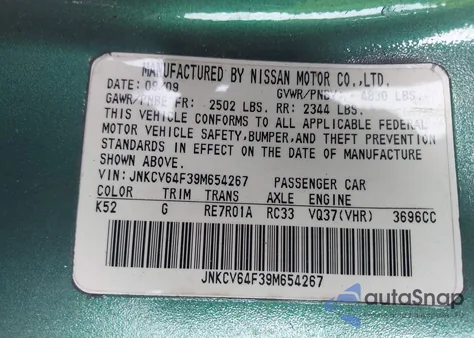 MANUFACTURED BY NISSAN MOTOR CO.,LTD.
DATE: 09/09 GVWR/PNBV: 4830 LBS.
GAWR/PNBE FR: 2502 LBS. RR: 2344 LBS.
THIS VEHICLE CONFORMS TO ALL APPLICABLE FEDERAL
MOTOR VEHICLE SAFETY,BUMPER,AND THEFT PREVENTION
STANDARDS IN EFFECT ON THE DATE OF MANUFACTURE
SHOWN ABOVE.
VIN: JNKCV64F39M654267 PASSENGER CAR
COLOR TRIM TRANS AXLE ENGINE
K52 G RE7R01A RC33 VQ37(VHR) 3696CC
JNKCV64F39M654267
autoSnap